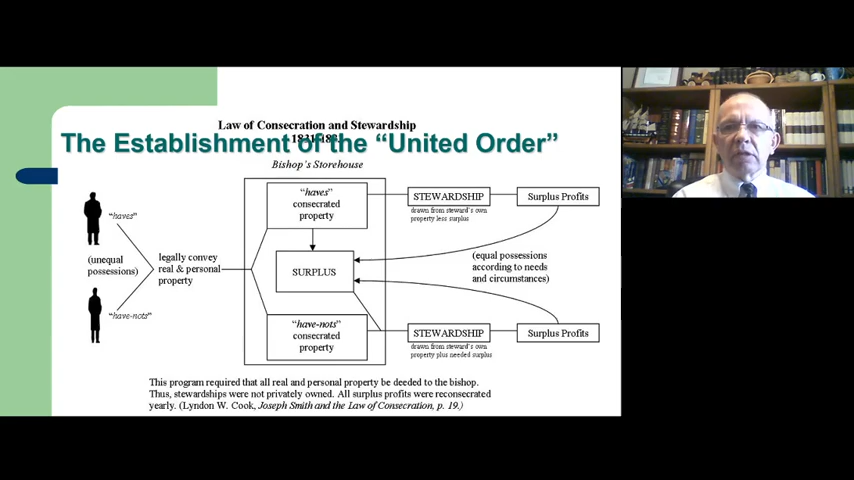 Law of Consecration and Stewardship
The Establishment of the “United Order”
Bishop's Storehouse
“haves”
(unequal
possessions)
“have-nots”
legally convey
real & personal
property
“haves”
consecrated
property
SURPLUS
“have-nots”
consecrated
property
STEWARDSHIP
drawn from steward's own
property less surplus
Surplus Profits
(equal possessions
according to needs
and circumstances)
STEWARDSHIP
drawn from steward's own
property plus needed surplus
Surplus Profits
This program required that all real and personal property be deeded to the bishop.
Thus, stewardships were not privately owned. All surplus profits were reconsecrated
yearly. (Lyndon W. Cook, Joseph Smith and the Law of Consecration, p. 19.)